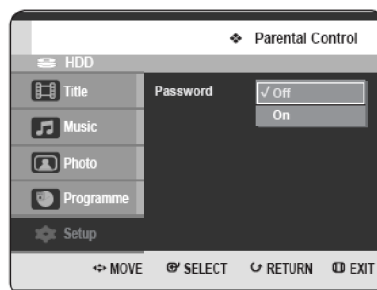 ❖ Parental Control
HDD
Title
Password
✓ Off
On
Music
Photo
Programme
Setup
MOVE SELECT RETURN EXIT